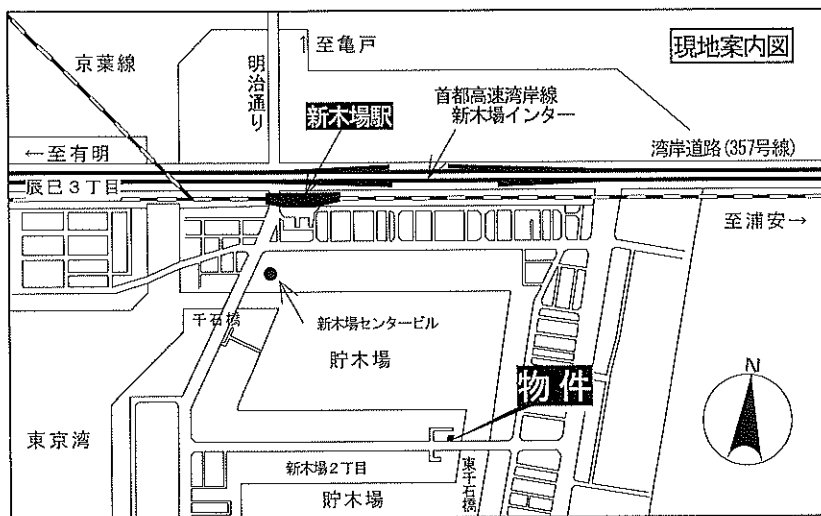 現地案内図
↑至亀戸
京葉線
明治通り
新木場駅
首都高速湾岸線
新木場インター
湾岸道路(357号線)
←至有明
辰巳3丁目
至浦安→
千石橋
新木場センタービル
貯木場
物件
N
東京湾
新木場2丁目
東千石橋
貯木場